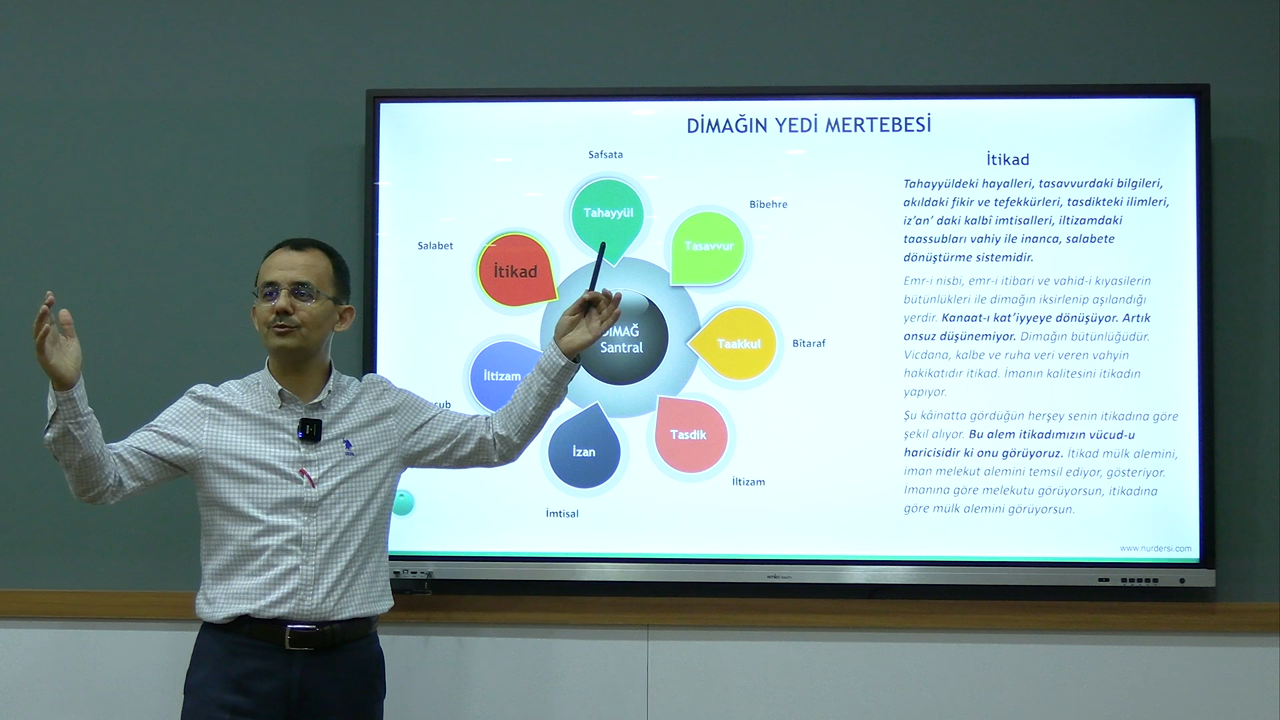 DİMAĞIN YEDİ MERTEBESİ
Safsata
Tahayyül
Bîbehre
Tasavvur
Bîtaraf
Taakkul
Tasdik
İltizam
İzan
İmtisal
İltizam
Salabet
İtikad
DİMAĞ
Santral
İtikad
Tahayyüldeki hayalleri, tasavvurdaki bilgileri,
akıldaki fikir ve tefekkürleri, tasdikteki ilimleri,
iz'an' daki kalbî imtisalleri, iltizamdaki
taassubları vahiy ile inanca, salabete
dönüştürme sistemidir.
Emr-i nisbi, emr-i itibari ve vahid-i kıyasilerin
bütünlükleri ile dimağın iksirlenip aşılandığı
yerdir. Kanaat-ı kat'iyyeye dönüşüyor. Artık
onsuz düşünemiyor. Dimağın bütünlüğüdür.
Vicdana, kalbe ve ruha veri veren vahyin
hakikatıdır itikad. İmanın kalitesini itikadın
yapıyor.
Şu kâinatta gördüğün herşey senin itikadına göre
şekil alıyor. Bu alem itikadımızın vücud-u
haricisidir ki onu görüyoruz. İtikad mülk alemini,
iman melekut alemini temsil ediyor, gösteriyor.
Imanına göre melekutu görüyorsun, itikadına
göre mülk alemini görüyorsun.
www.nurdersi.com